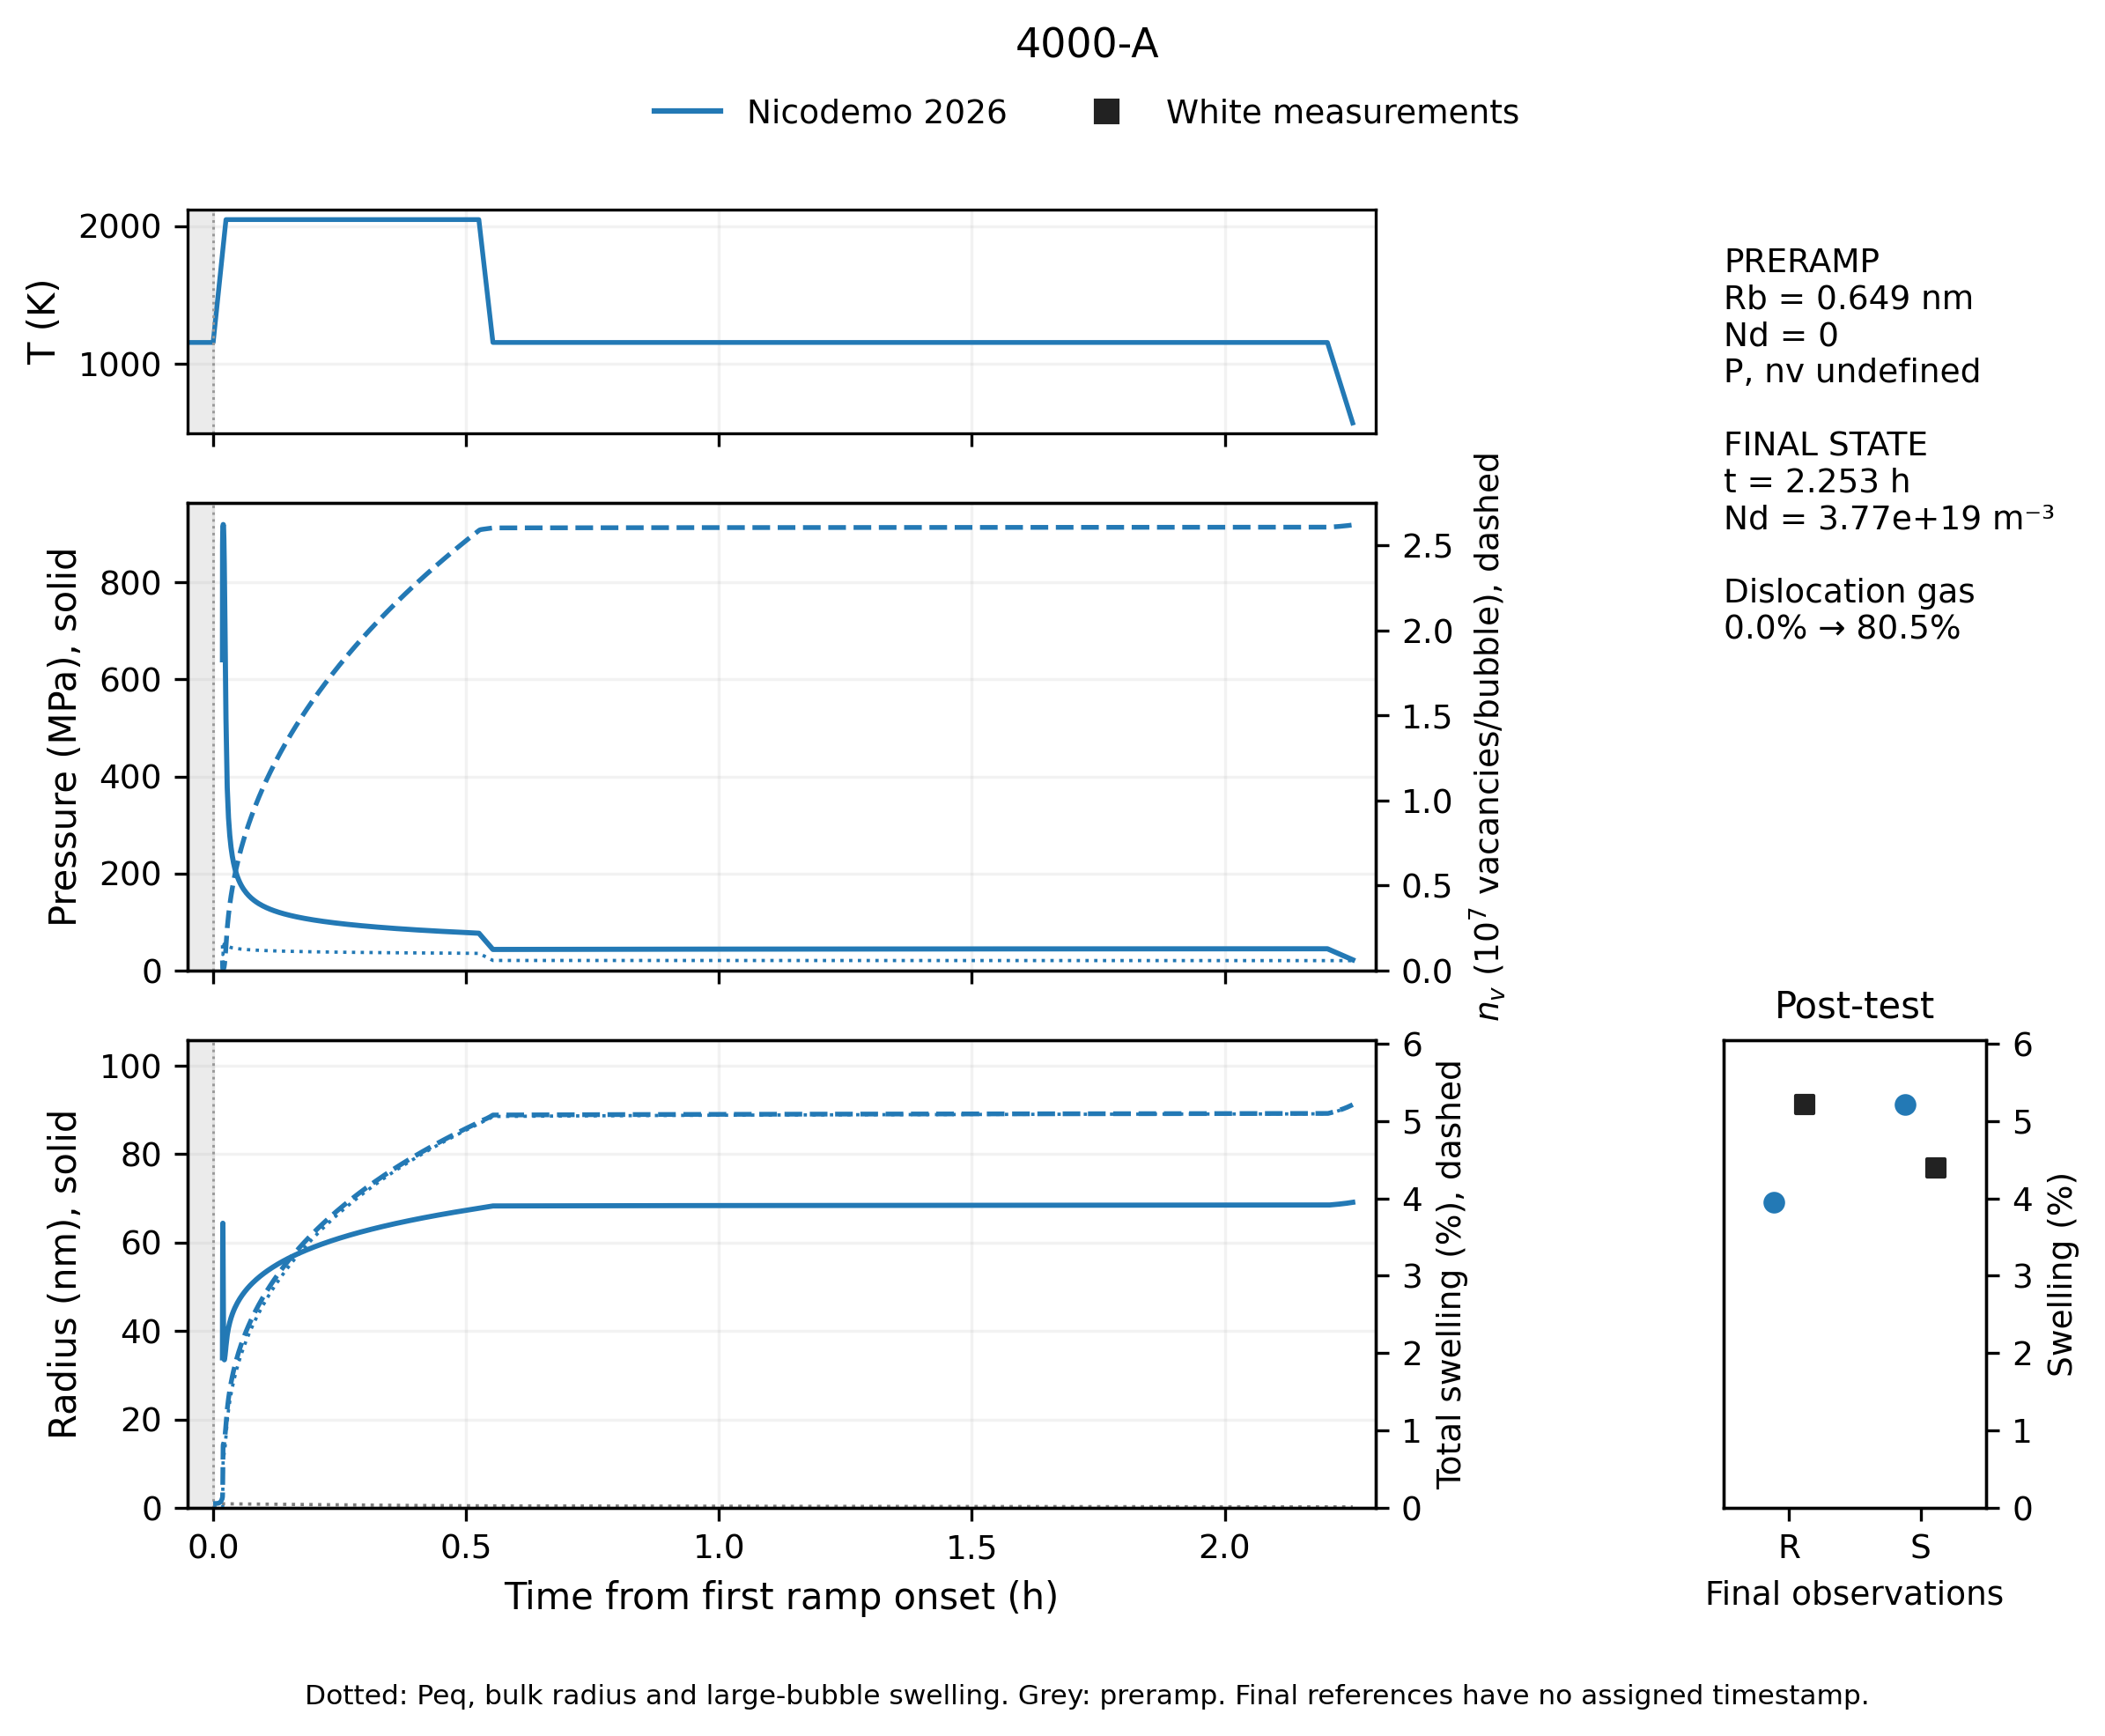 4000-A
Nicodemo 2026
White measurements
2000
1000
T (K)
PRERAMP
Rb = 0.649 nm
Nd = 0
P, nv undefined
FINAL STATE
t = 2.253 h
Nd = 3.77e+19 m⁻³
Dislocation gas
0.0% → 80.5%
800
600
400
200
0
Pressure (MPa), solid
2.5
2.0
1.5
1.0
0.5
0.0
nᵥ (10⁷ vacancies/bubble), dashed
100
80
60
40
20
0
Radius (nm), solid
6
5
4
3
2
1
0
Total swelling (%), dashed
0.0
0.5
1.0
1.5
2.0
Time from first ramp onset (h)
Post-test
6
5
4
3
2
1
0
Swelling (%)
R
S
Final observations
Dotted: Peq, bulk radius and large-bubble swelling. Grey: preramp. Final references have no assigned timestamp.